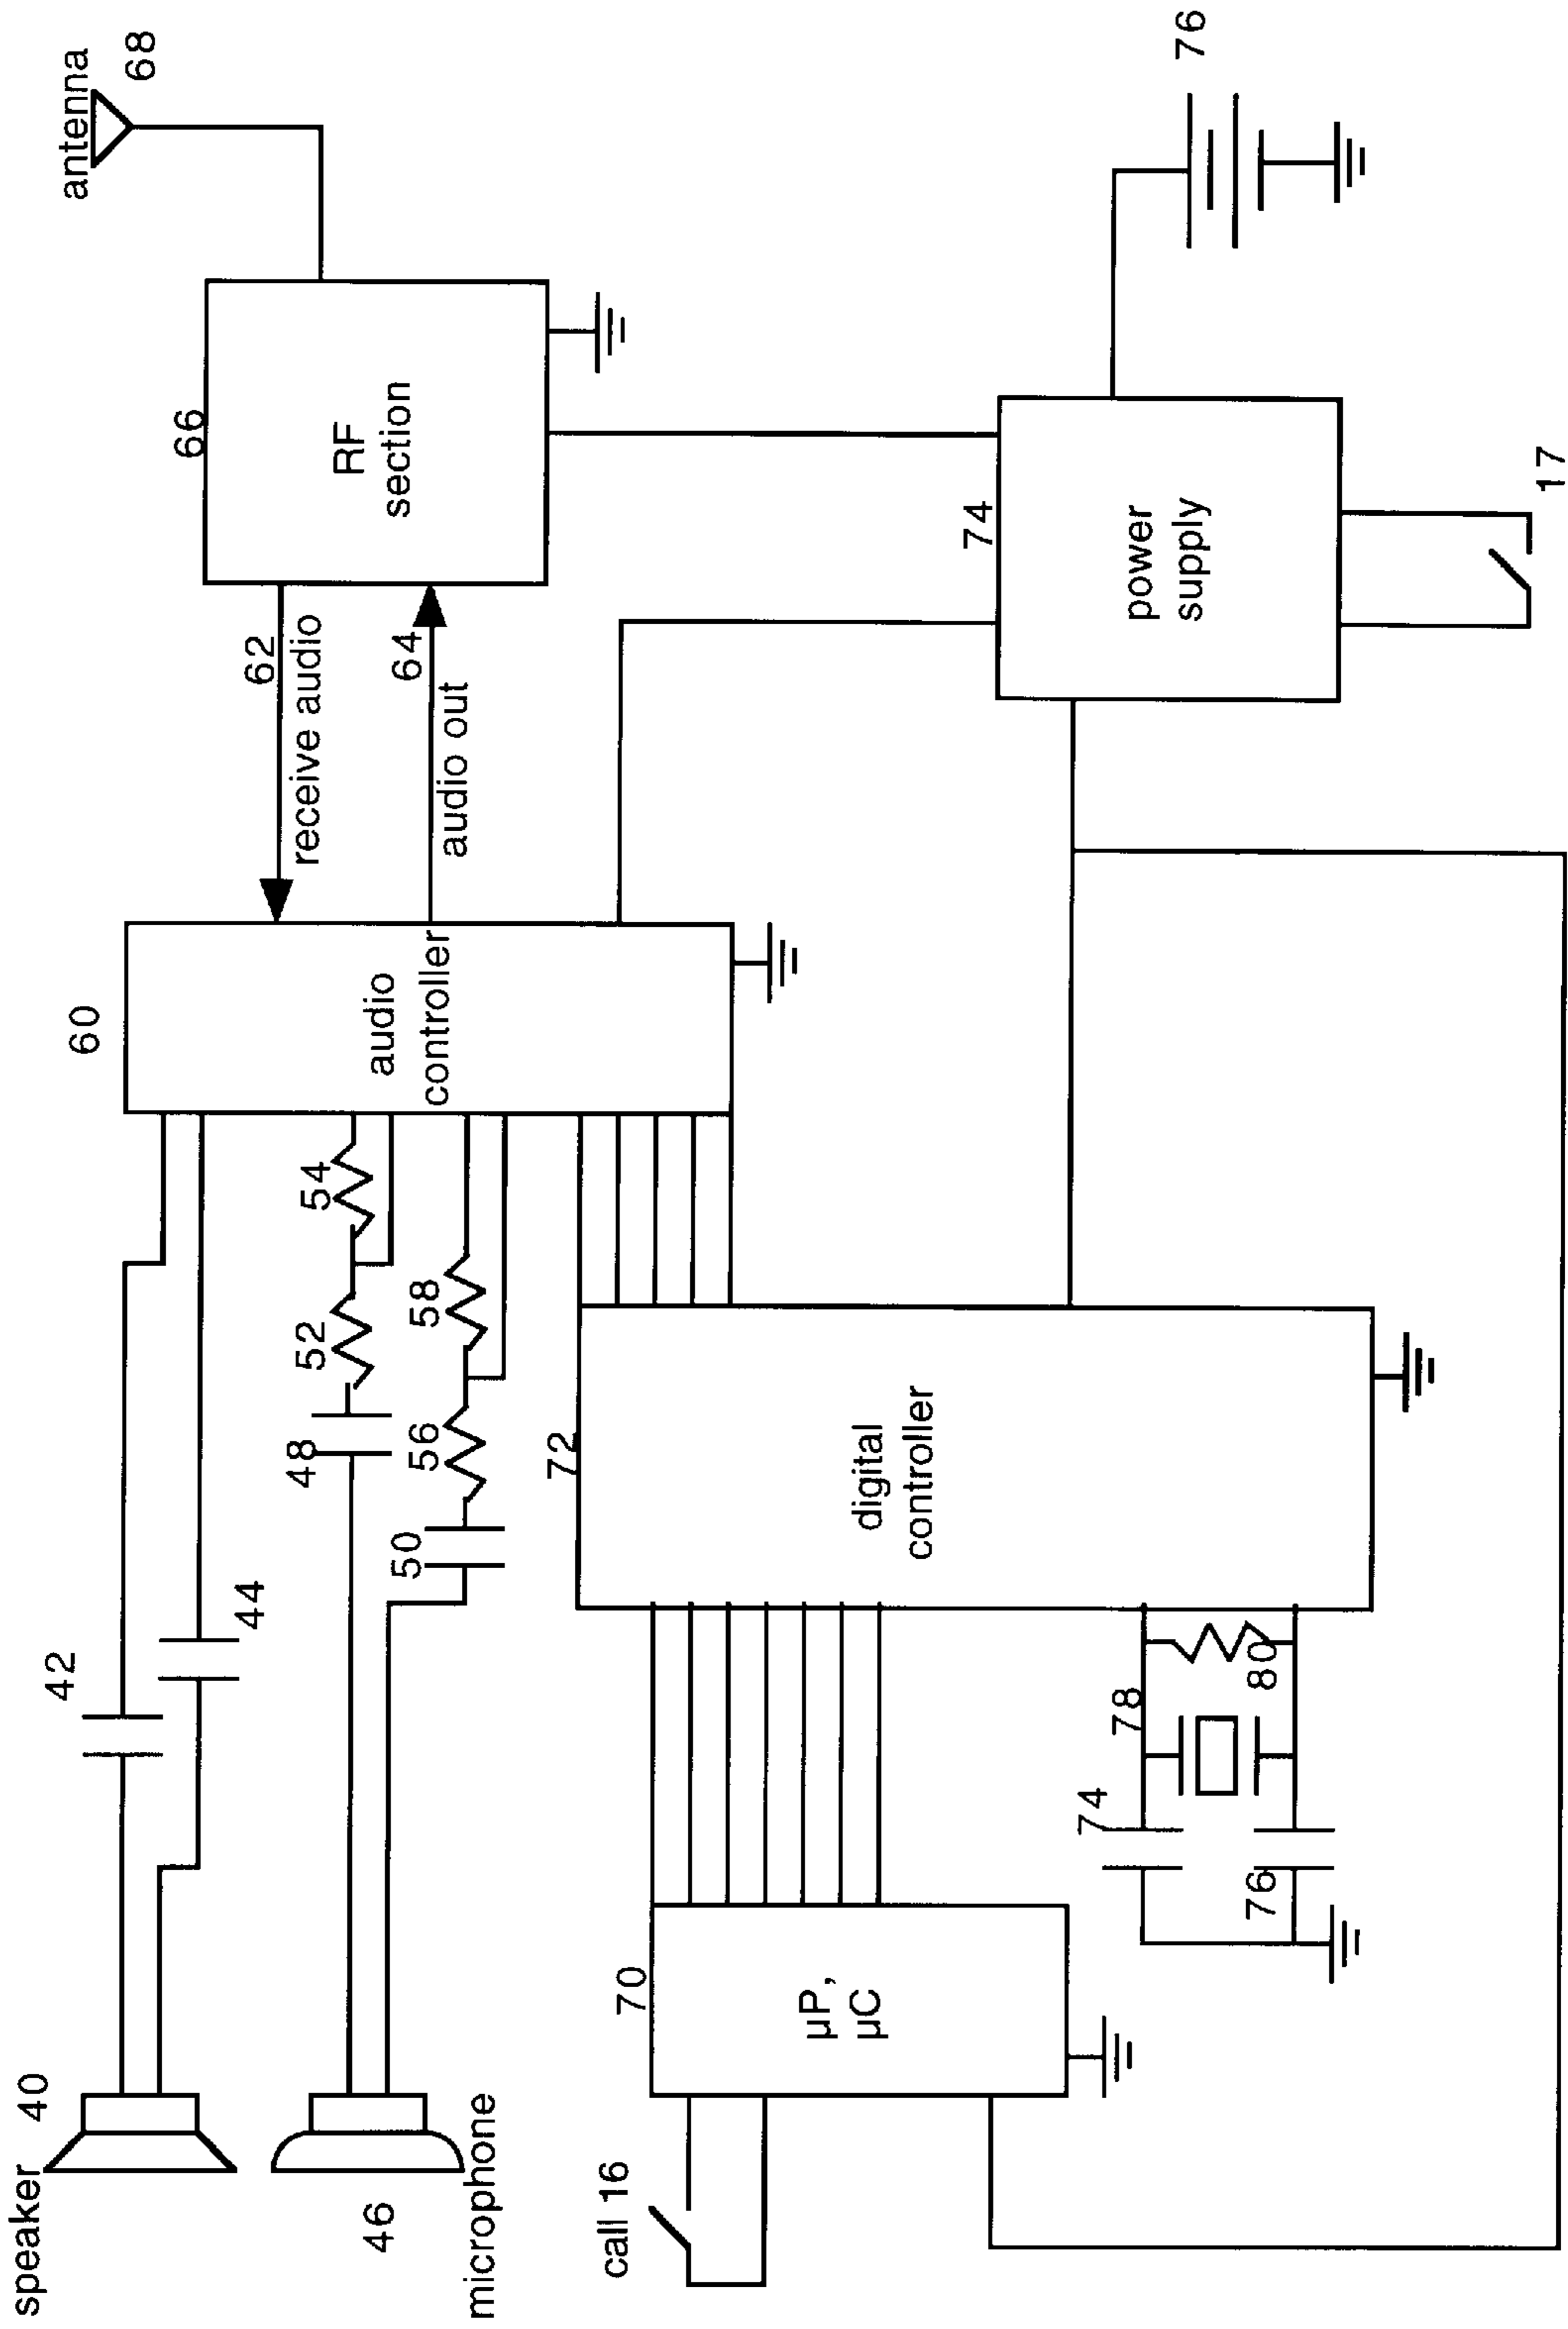 speaker 40
42
44
46
microphone
48
52
54
50
56
58
60
audio
controller
62
receive audio
64
audio out
66
RF
section
antenna
68
call 16
70
µP,
µC
72
digital
controller
74
76
78
80
74
power
supply
76
17